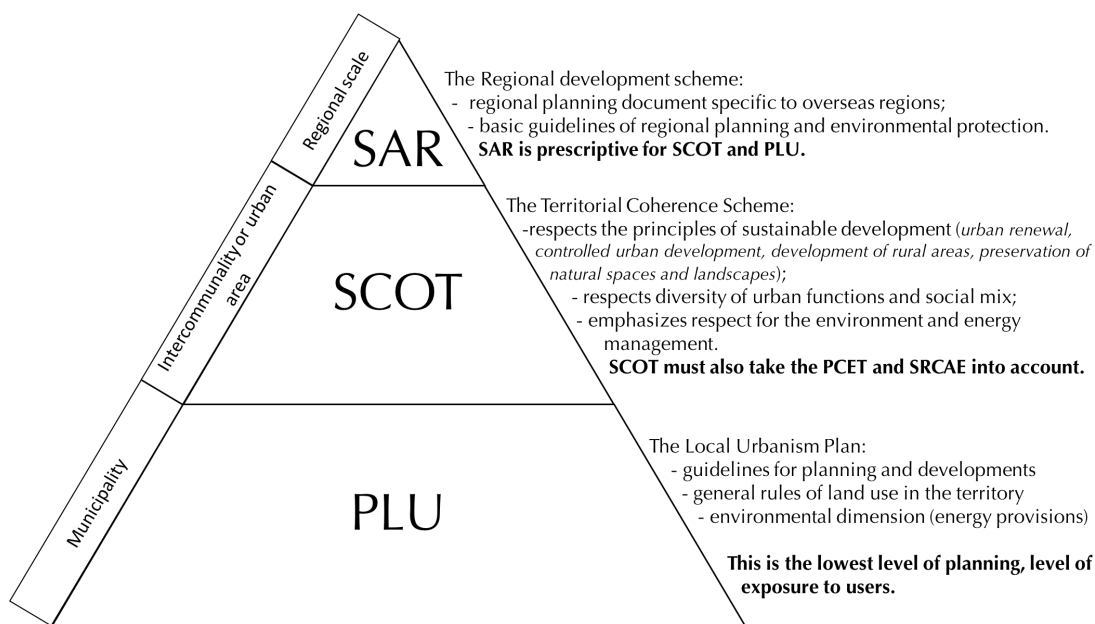 Regional scale
SAR
The Regional development scheme:
- regional planning document specific to overseas regions;
- basic guidelines of regional planning and environmental protection.
SAR is prescriptive for SCOT and PLU.
Intercommunality or urban
area
SCOT
The Territorial Coherence Scheme:
-respects the principles of sustainable development (urban renewal,
controlled urban development, development of rural areas, preservation of
natural spaces and landscapes);
- respects diversity of urban functions and social mix;
- emphasizes respect for the environment and energy
management.
SCOT must also take the PCET and SRCAE into account.
Municipality
PLU
The Local Urbanism Plan:
- guidelines for planning and developments
- general rules of land use in the territory
- environmental dimension (energy provisions)
This is the lowest level of planning, level of
exposure to users.